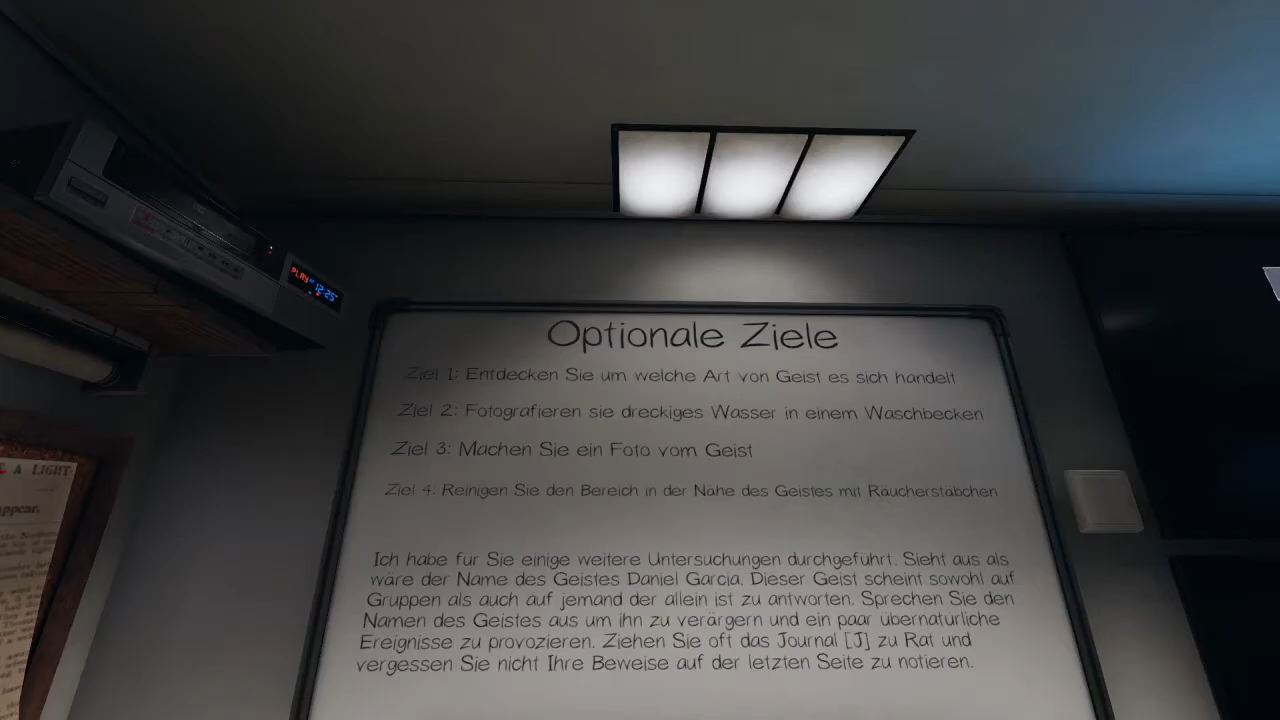 Optionale Ziele
Ziel 1: Entdecken Sie um welche Art von Geist es sich handelt
Ziel 2: Fotografieren sie dreckiges Wasser in einem Waschbecken
Ziel 3: Machen Sie ein Foto vom Geist
Ziel 4: Reinigen Sie den Bereich in der Nähe des Geistes mit Räucherstäbchen
Ich habe für Sie einige weitere Untersuchungen durchgeführt. Sieht aus als
wäre der Name des Geistes Daniel Garcia. Dieser Geist scheint sowohl auf
Gruppen als auch auf jemand der allein ist zu antworten. Sprechen Sie den
Namen des Geistes aus um ihn zu verärgern und ein paar übernatürliche
Ereignisse zu provozieren. Ziehen Sie oft das Journal [J] zu Rat und
vergessen Sie nicht Ihre Beweise auf der letzten Seite zu notieren.
PLAY 12:25
A LIGHT
appear.